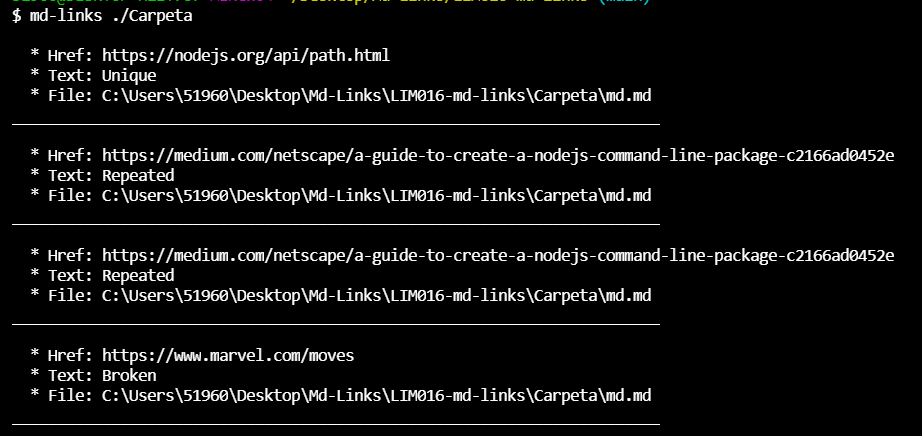 $ md-links ./Carpeta
* Href: https://nodejs.org/api/path.html
* Text: Unique
* File: C:\Users\51960\Desktop\Md-Links\LIM016-md-links\Carpeta\md.md
* Href: https://medium.com/netscape/a-guide-to-create-a-nodejs-command-line-package-c2166ad0452e
* Text: Repeated
* File: C:\Users\51960\Desktop\Md-Links\LIM016-md-links\Carpeta\md.md
* Href: https://medium.com/netscape/a-guide-to-create-a-nodejs-command-line-package-c2166ad0452e
* Text: Repeated
* File: C:\Users\51960\Desktop\Md-Links\LIM016-md-links\Carpeta\md.md
* Href: https://www.marvel.com/moves
* Text: Broken
* File: C:\Users\51960\Desktop\Md-Links\LIM016-md-links\Carpeta\md.md